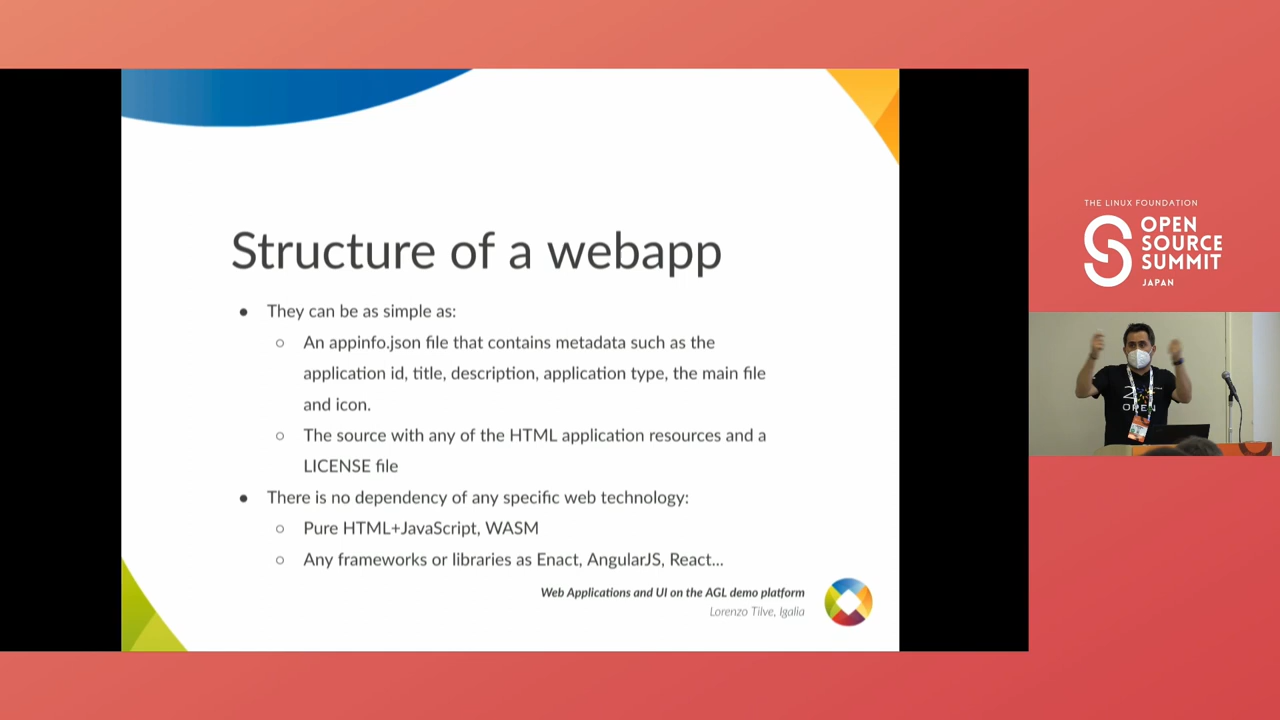 Structure of a webapp
● They can be as simple as:
○ An appinfo.json file that contains metadata such as the
application id, title, description, application type, the main file
and icon.
○ The source with any of the HTML application resources and a
LICENSE file
● There is no dependency of any specific web technology:
○ Pure HTML+JavaScript, WASM
○ Any frameworks or libraries as Enact, AngularJS, React...
Web Applications and UI on the AGL demo platform
Lorenzo Tilve, Igalia
THE LINUX FOUNDATION
OPEN
SOURCE
SUMMIT
JAPAN
OPEN